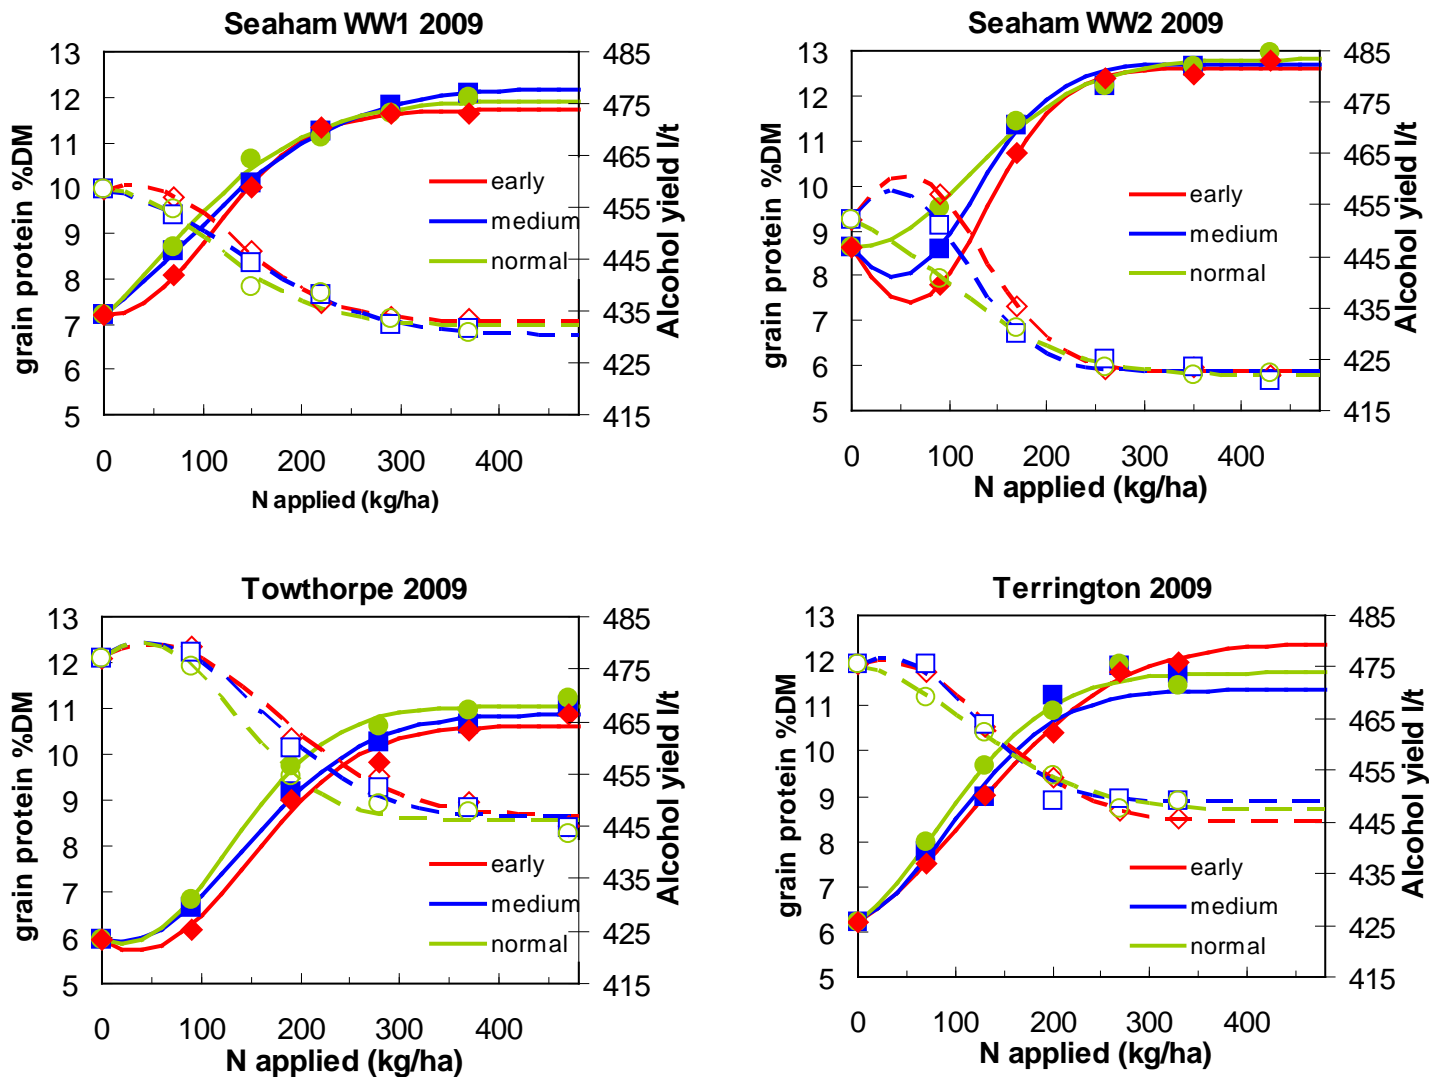 Seaham WW1 2009
13
12
11
10
9
8
7
6
5
grain protein %DM
485
475
465
455
445
435
425
415
Alcohol yield l/t
early
medium
normal
0 100 200 300 400
N applied (kg/ha)
Seaham WW2 2009
13
12
11
10
9
8
7
6
5
grain protein %DM
485
475
465
455
445
435
425
415
Alcohol yield l/t
early
medium
normal
0 100 200 300 400
N applied (kg/ha)
Towthorpe 2009
13
12
11
10
9
8
7
6
5
grain protein %DM
485
475
465
455
445
435
425
415
Alcohol yield l/t
early
medium
normal
0 100 200 300 400
N applied (kg/ha)
Terrington 2009
13
12
11
10
9
8
7
6
5
grain protein %DM
485
475
465
455
445
435
425
415
Alcohol yield l/t
early
medium
normal
0 100 200 300 400
N applied (kg/ha)